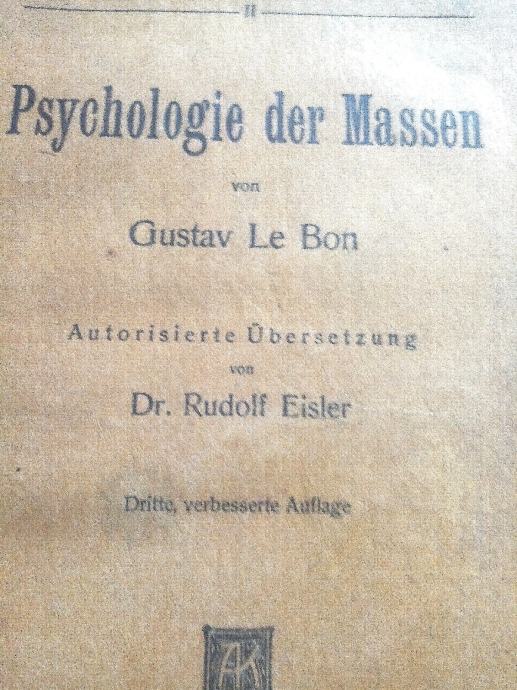 II
Psychologie der Massen
von
Gustav Le Bon
Autorisierte Übersetzung
von
Dr. Rudolf Eisler
Dritte, verbesserte Auflage
AK